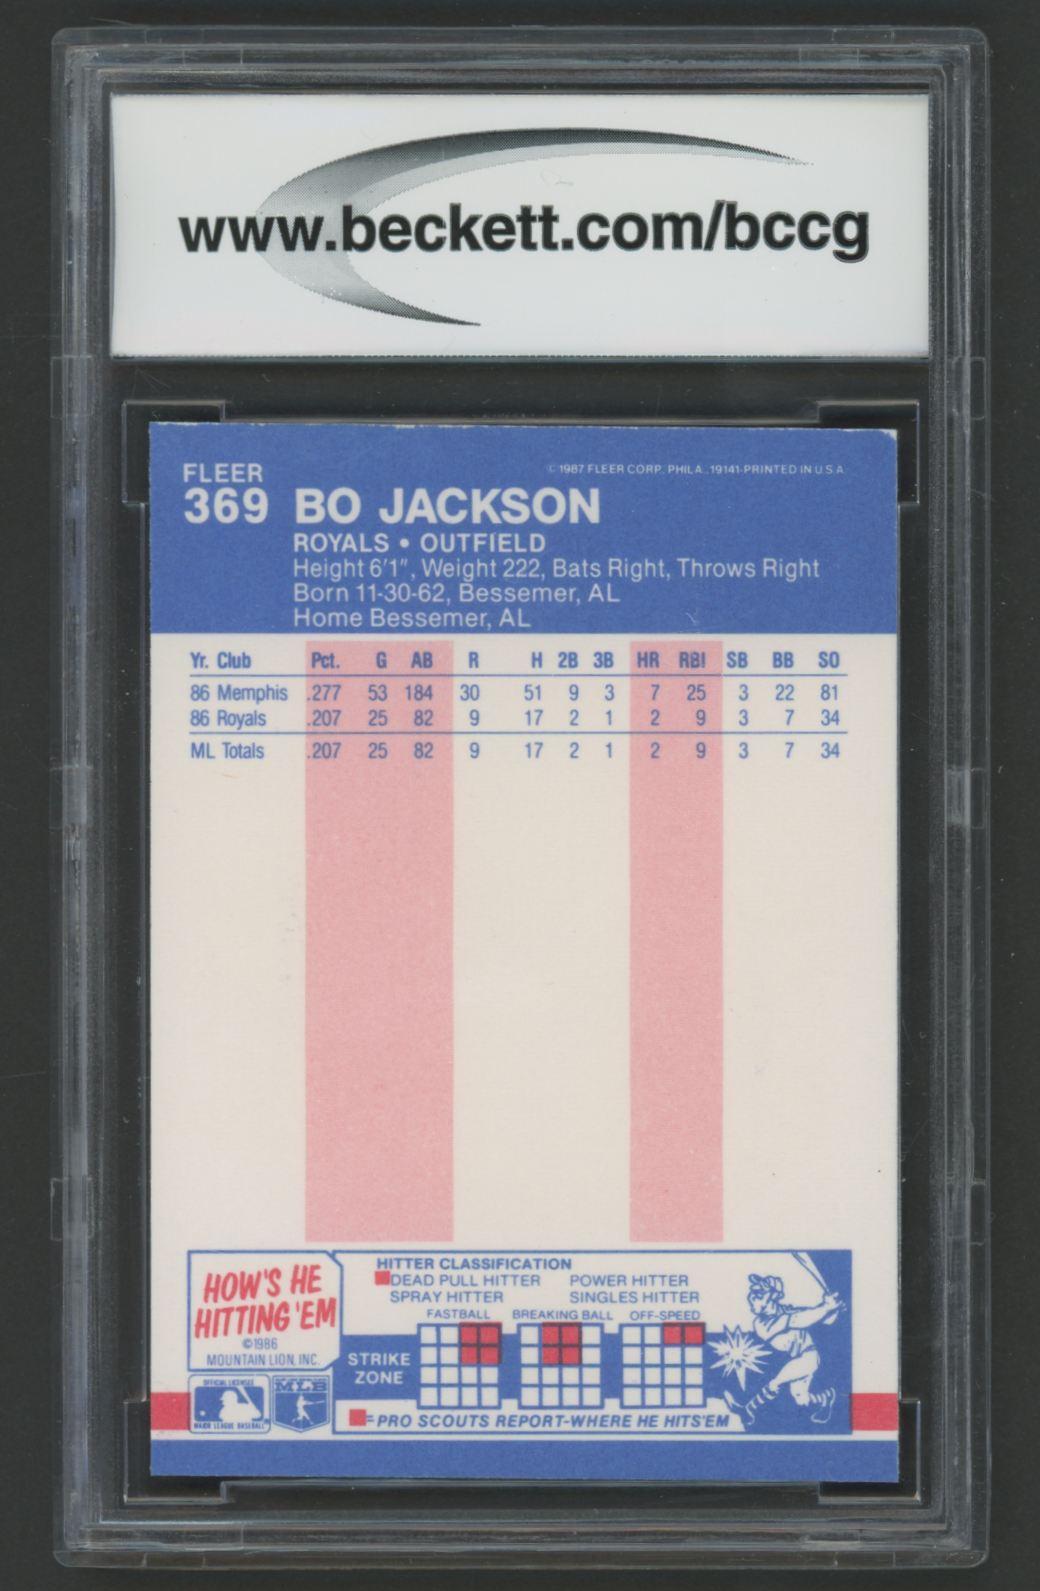 www.beckett.com/bccg
FLEER
© 1987 FLEER CORP. PHILA., 19141-PRINTED IN U.S.A.
369 BO JACKSON
ROYALS • OUTFIELD
Height 6'1", Weight 222, Bats Right, Throws Right
Born 11-30-62, Bessemer, AL
Home Bessemer, AL
Yr. Club Pct. G AB R H 2B 3B HR RBI SB BB SO
86 Memphis .277 53 184 30 51 9 3 7 25 3 22 81
86 Royals .207 25 82 9 17 2 1 2 9 3 7 34
ML Totals .207 25 82 9 17 2 1 2 9 3 7 34
HOW'S HE
HITTING 'EM
©1986
MOUNTAIN LION, INC.
HITTER CLASSIFICATION
DEAD PULL HITTER POWER HITTER
SPRAY HITTER SINGLES HITTER
FASTBALL BREAKING BALL OFF-SPEED
STRIKE
ZONE
OFFICIAL LICENSEE
MAJOR LEAGUE BASEBALL
MLB
=PRO SCOUTS REPORT-WHERE HE HITS'EM